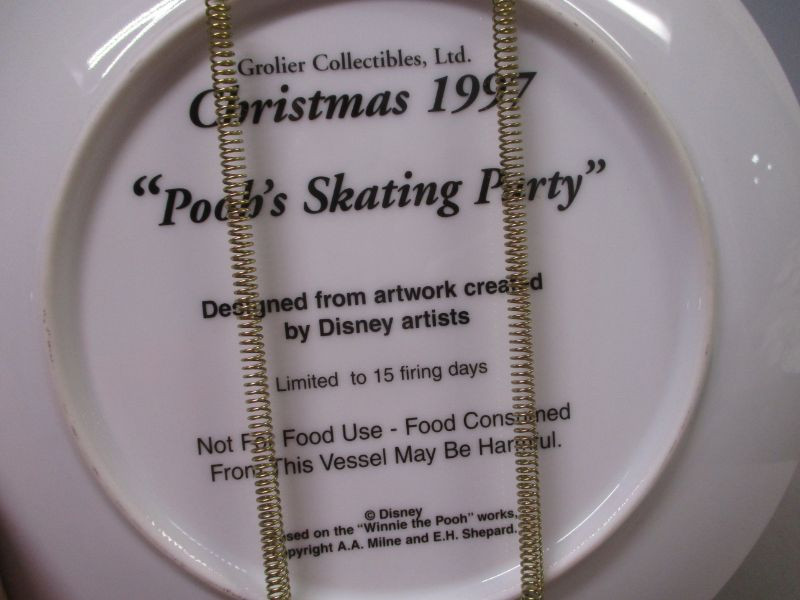 Grolier Collectibles, Ltd.
Christmas 1997
"Pooh's Skating Party"
Designed from artwork created
by Disney artists
Limited to 15 firing days
Not For Food Use - Food Consumed
From This Vessel May Be Harmful.
© Disney
Based on the "Winnie the Pooh" works,
Copyright A.A. Milne and E.H. Shepard.